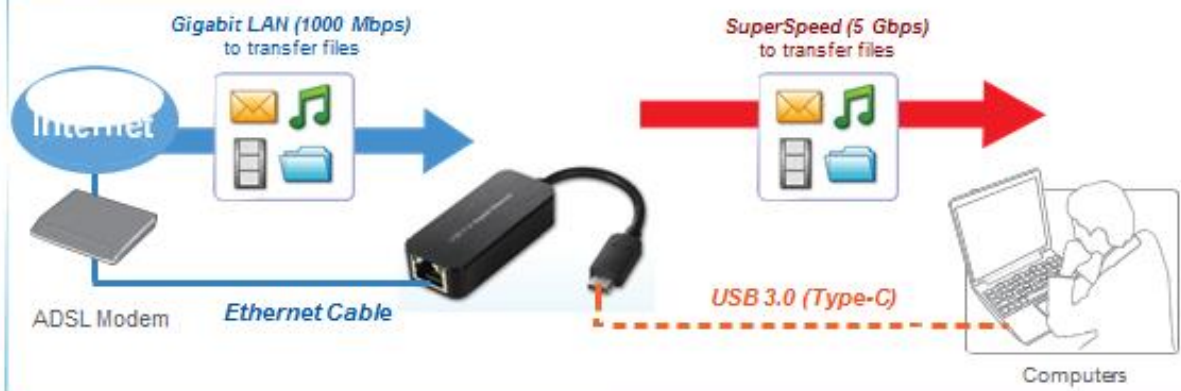 Gigabit LAN (1000 Mbps)
to transfer files
SuperSpeed (5 Gbps)
to transfer files
Internet
ADSL Modem
Ethernet Cable
USB 3.0 (Type-C)
Computers